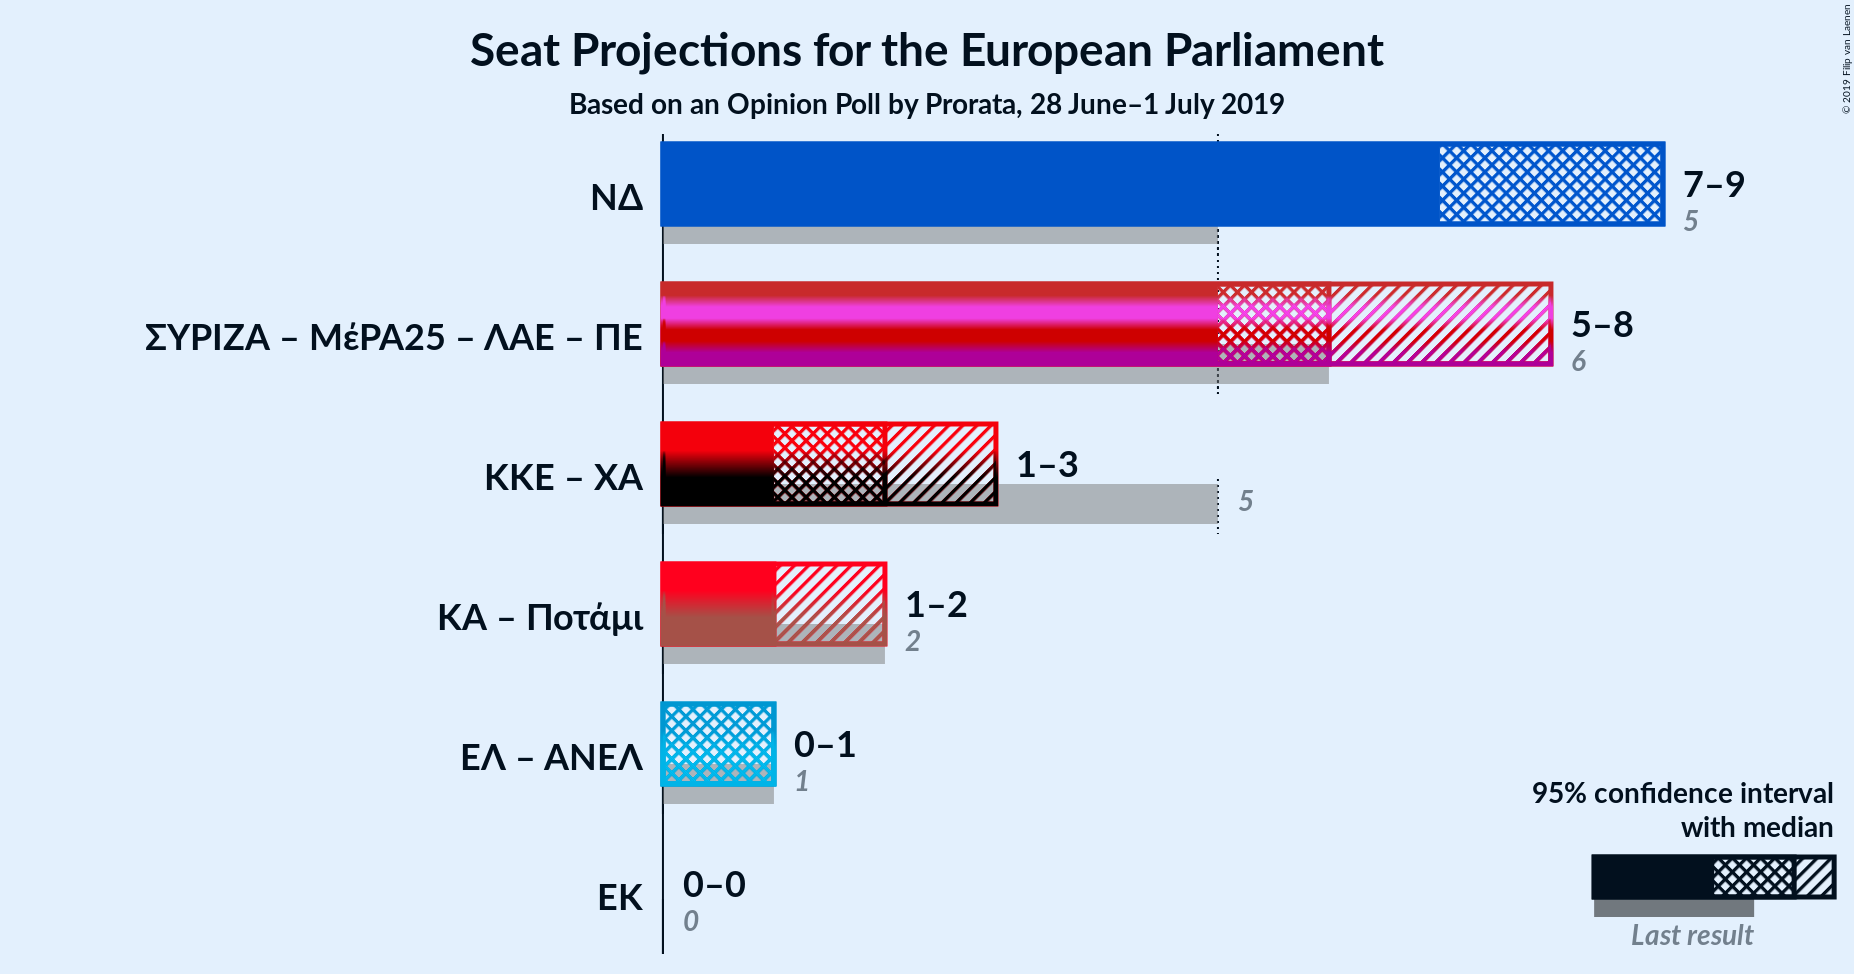 Seat Projections for the European Parliament
Based on an Opinion Poll by Prorata, 28 June–1 July 2019
© 2019 Filip van Laenen
ΝΔ
7–9
5
ΣΥΡΙΖΑ – ΜέΡΑ25 – ΛΑΕ – ΠΕ
5–8
6
ΚΚΕ – ΧΑ
1–3
5
ΚΑ – Ποτάμι
1–2
2
ΕΛ – ΑΝΕΛ
0–1
1
ΕΚ
0–0
0
95% confidence interval
with median
Last result